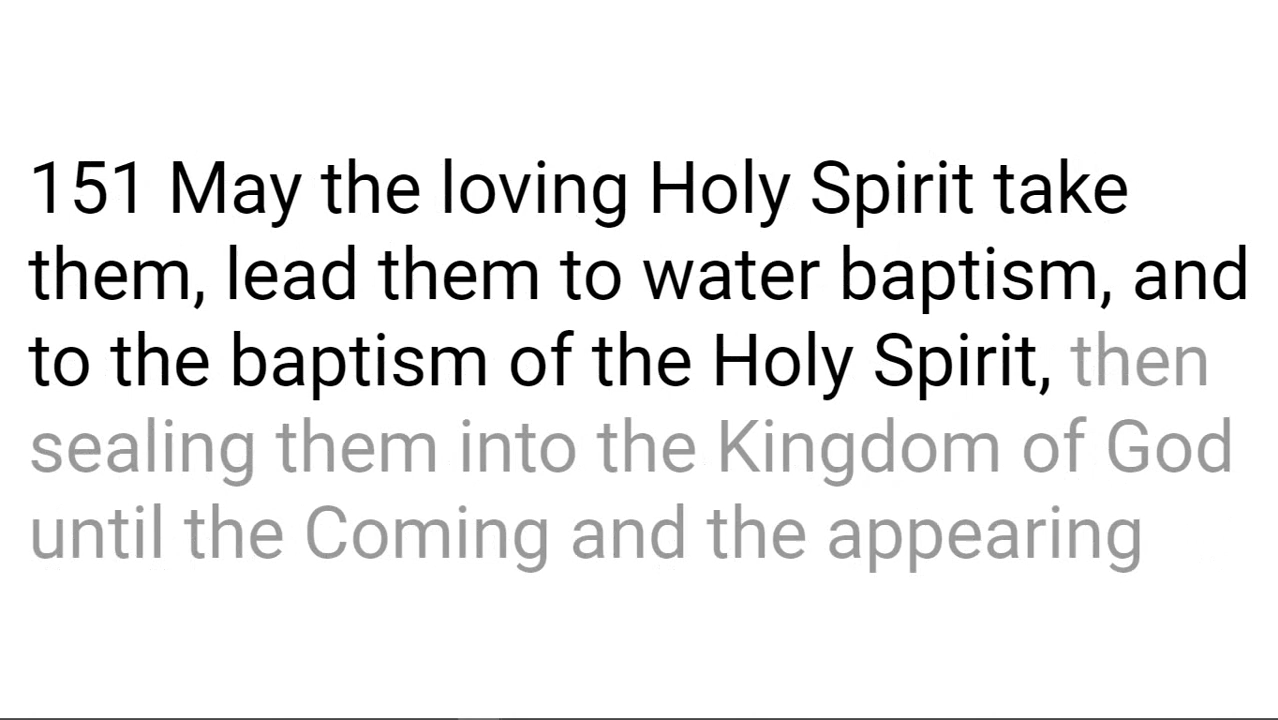 151 May the loving Holy Spirit take
them, lead them to water baptism, and
to the baptism of the Holy Spirit, then
sealing them into the Kingdom of God
until the Coming and the appearing